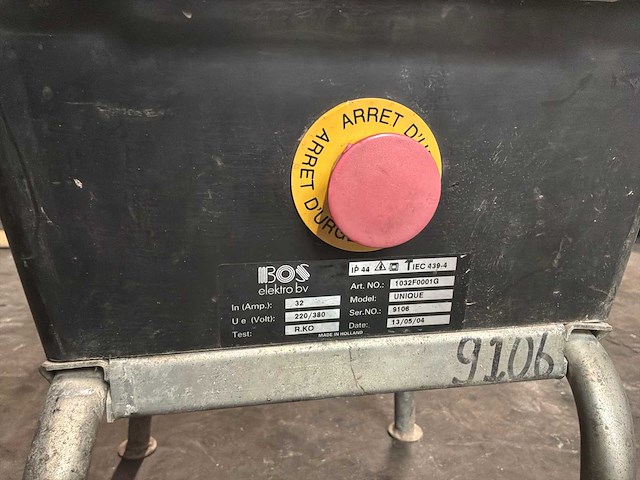 ARRET D'U
ARRET D'URG
BOS
elektro bv
IP 44 T IEC 439-4
In (Amp.): 32
U e (Volt): 220/380
Test: R.KO
Art. NO.: 1032F0001G
Model: UNIQUE
Ser.NO.: 9106
Date: 13/05/04
MADE IN HOLLAND
9106